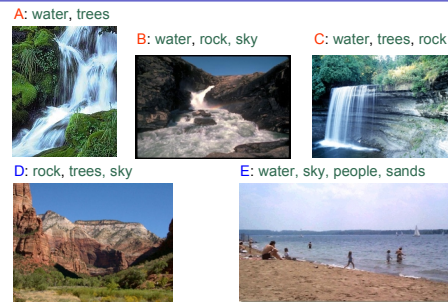 A: water, trees
B: water, rock, sky
C: water, trees, rock
D: rock, trees, sky
E: water, sky, people, sands